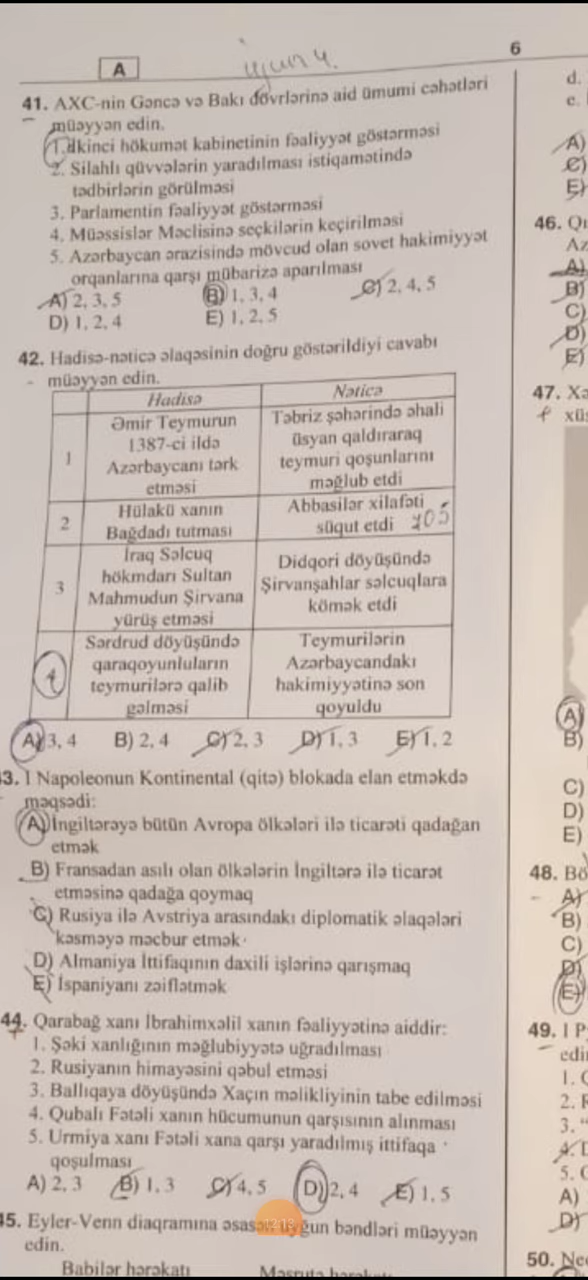 A
6
41. AXC-nin Gəncə və Bakı dövrlərinə aid ümumi cəhətləri
müəyyən edin.
1. İkinci hökumət kabinetinin fəaliyyət göstərməsi
2. Silahlı qüvvələrin yaradılması istiqamətində
tədbirlərin görülməsi
3. Parlamentin fəaliyyət göstərməsi
4. Müəssislər Məclisinə seçkilərin keçirilməsi
5. Azərbaycan ərazisində mövcud olan sovet hakimiyyət
orqanlarına qarşı mübarizə aparılması
A) 2, 3, 5 B) 1, 3, 4 C) 2, 4, 5
D) 1, 2, 4 E) 1, 2, 5
42. Hadisə-nəticə əlaqəsinin doğru göstərildiyi cavabı
müəyyən edin.
Hadisə Nəticə
1
Əmir Teymurun
1387-ci ildə
Azərbaycanı tərk
etməsi
Təbriz şəhərində əhali
üsyan qaldıraraq
teymuri qoşunlarını
məğlub etdi
2
Hülakü xanın
Bağdadı tutması
Abbasilər xilafəti
süqut etdi
3
İraq Səlcuq
hökmdarı Sultan
Mahmudun Şirvana
yürüş etməsi
Didqori döyüşündə
Şirvanşahlar səlcuqlara
kömək etdi
4
Sərdrud döyüşündə
qaraqoyunluların
teymurilərə qalib
gəlməsi
Teymurilərin
Azərbaycandakı
hakimiyyətinə son
qoyuldu
A) 3, 4 B) 2, 4 C) 2, 3 D) 1, 3 E) 1, 2
3. I Napoleonun Kontinental (qitə) blokada elan etməkdə
məqsədi:
A) İngiltərəyə bütün Avropa ölkələri ilə ticarəti qadağan
etmək
B) Fransadan asılı olan ölkələrin İngiltərə ilə ticarət
etməsinə qadağa qoymaq
C) Rusiya ilə Avstriya arasındakı diplomatik əlaqələri
kəsməyə məcbur etmək
D) Almaniya İttifaqının daxili işlərinə qarışmaq
E) İspaniyanı zəiflətmək
44. Qarabağ xanı İbrahimxəlil xanın fəaliyyətinə aiddir:
1. Şəki xanlığının məğlubiyyətə uğradılması
2. Rusiyanın himayəsini qəbul etməsi
3. Ballıqaya döyüşündə Xaçın məlikliyinin tabe edilməsi
4. Qubalı Fətəli xanın hücumunun qarşısının alınması
5. Urmiya xanı Fətəli xana qarşı yaradılmış ittifaqa
qoşulması
A) 2, 3 B) 1, 3 C) 4, 5 D) 2, 4 E) 1, 5
45. Eyler-Venn diaqramına əsasən uyğun bəndləri müəyyən
edin.
Babilər hərəkatı Məşrutə hərəkatı
d.
c.
A)
C)
E)
46. Qı
Az
A)
B)
C)
D)
E)
47. Xə
xüs
A)
B)
C)
D)
E)
48. Bö
A)
B)
C)
D)
E)
49. I P
edi
1.
2.
3.
4.
5.
A)
D)
50. Ne